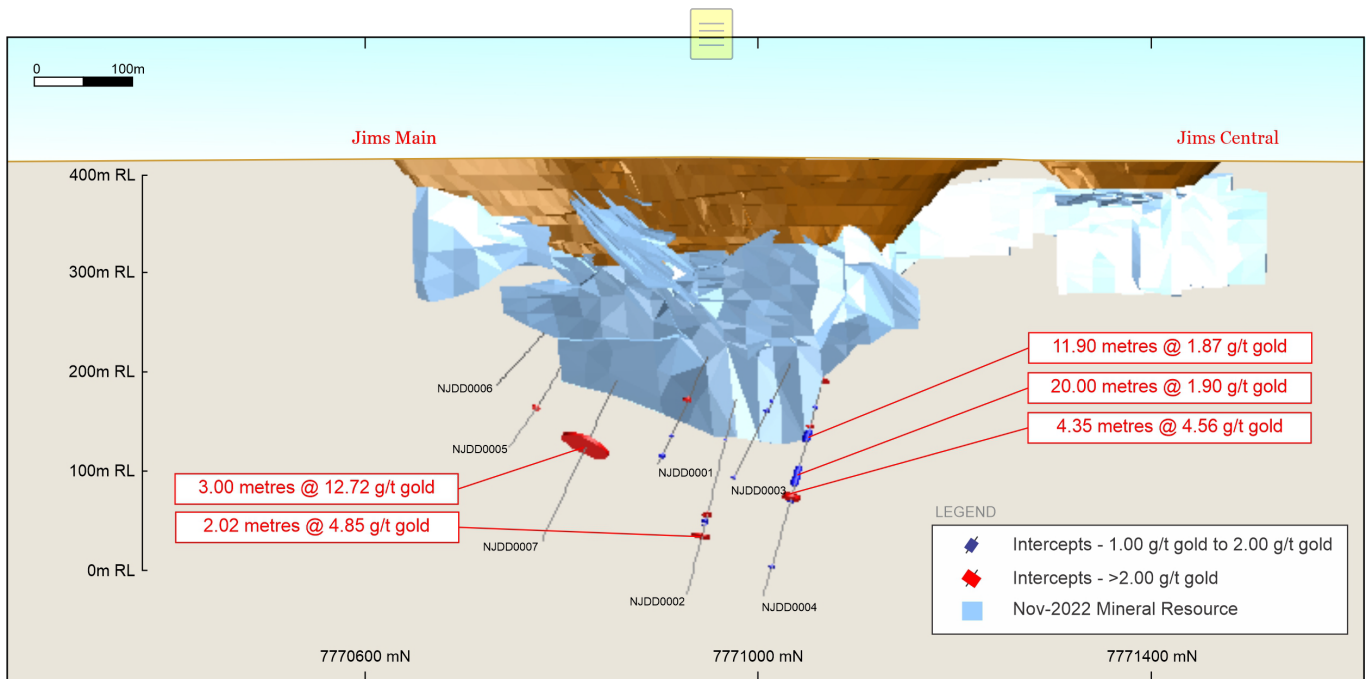 0 100m
Jims Main
Jims Central
400m RL
300m RL
200m RL
100m RL
0m RL
11.90 metres @ 1.87 g/t gold
20.00 metres @ 1.90 g/t gold
4.35 metres @ 4.56 g/t gold
NJDD0006
NJDD0005
NJDD0001
NJDD0003
3.00 metres @ 12.72 g/t gold
2.02 metres @ 4.85 g/t gold
NJDD0007
NJDD0002
NJDD0004
LEGEND
Intercepts - 1.00 g/t gold to 2.00 g/t gold
Intercepts - >2.00 g/t gold
Nov-2022 Mineral Resource
7770600 mN
7771000 mN
7771400 mN